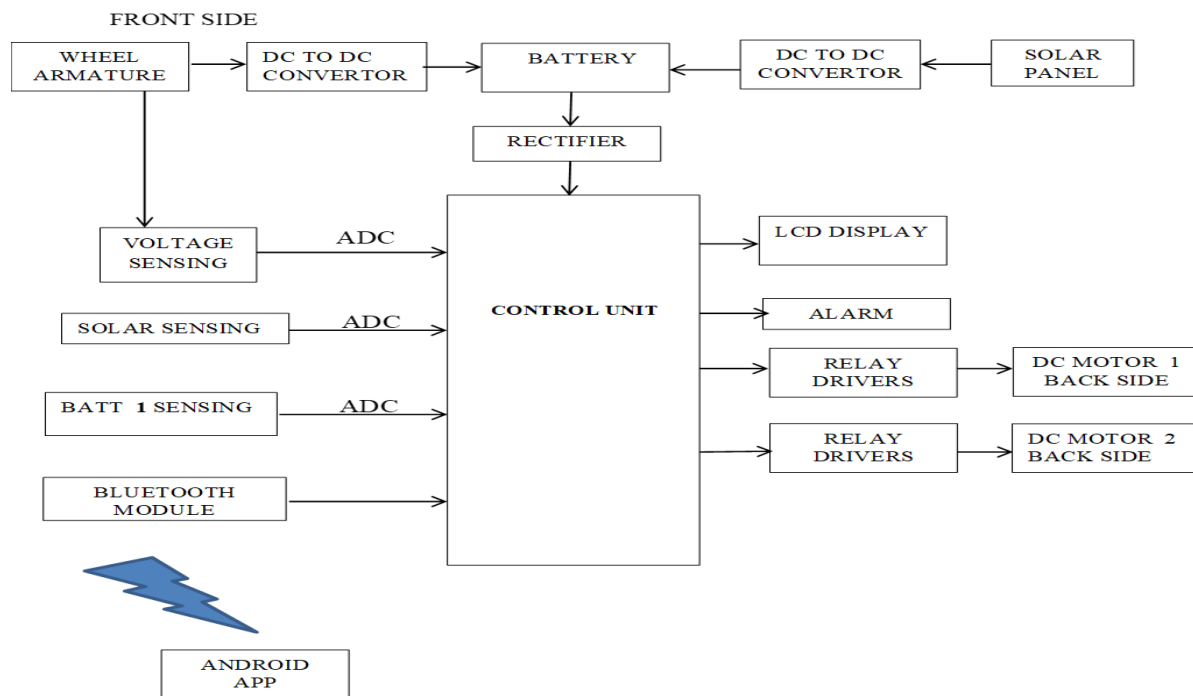 FRONT SIDE
WHEEL
ARMATURE
DC TO DC
CONVERTOR
BATTERY
DC TO DC
CONVERTOR
SOLAR
PANEL
RECTIFIER
VOLTAGE
SENSING
ADC
SOLAR SENSING
ADC
BATT 1 SENSING
ADC
BLUETOOTH
MODULE
CONTROL UNIT
LCD DISPLAY
ALARM
RELAY
DRIVERS
DC MOTOR 1
BACK SIDE
RELAY
DRIVERS
DC MOTOR 2
BACK SIDE
ANDROID
APP